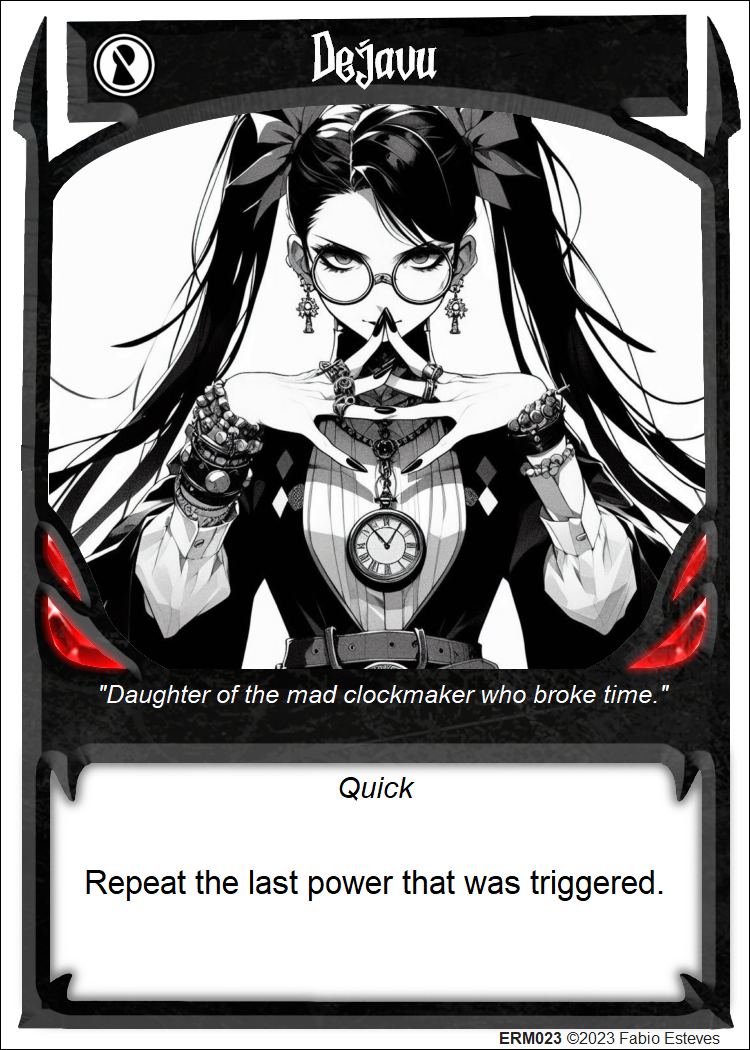 Dejavu
"Daughter of the mad clockmaker who broke time."
Quick
Repeat the last power that was triggered.
ERM023 ©2023 Fabio Esteves